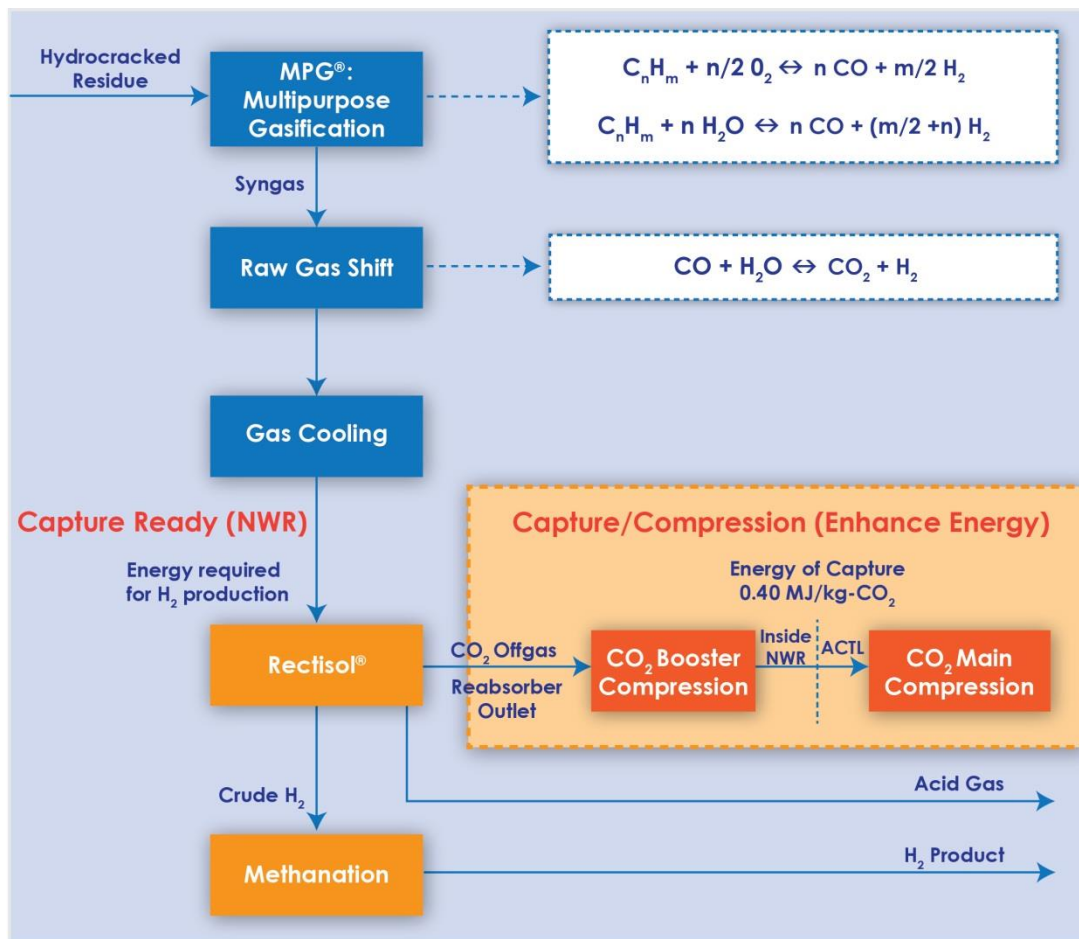 Hydrocracked
Residue
MPG®:
Multipurpose
Gasification
CₙHₘ + n/2 0₂ ↔ n CO + m/2 H₂
CₙHₘ + n H₂O ↔ n CO + (m/2 +n) H₂
Syngas
Raw Gas Shift
CO + H₂O ↔ CO₂ + H₂
Gas Cooling
Capture Ready (NWR)
Capture/Compression (Enhance Energy)
Energy required
for H₂ production
Energy of Capture
0.40 MJ/kg-CO₂
Rectisol®
CO₂ Offgas
Reabsorber
Outlet
CO₂ Booster
Compression
Inside
NWR
ACTL
CO₂ Main
Compression
Acid Gas
Crude H₂
Methanation
H₂ Product